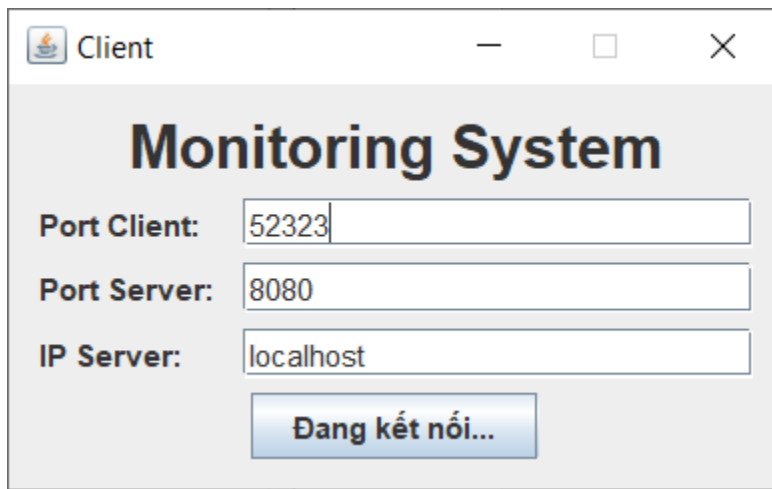 Client
Monitoring System
Port Client: 52323
Port Server: 8080
IP Server: localhost
Đang kết nối...